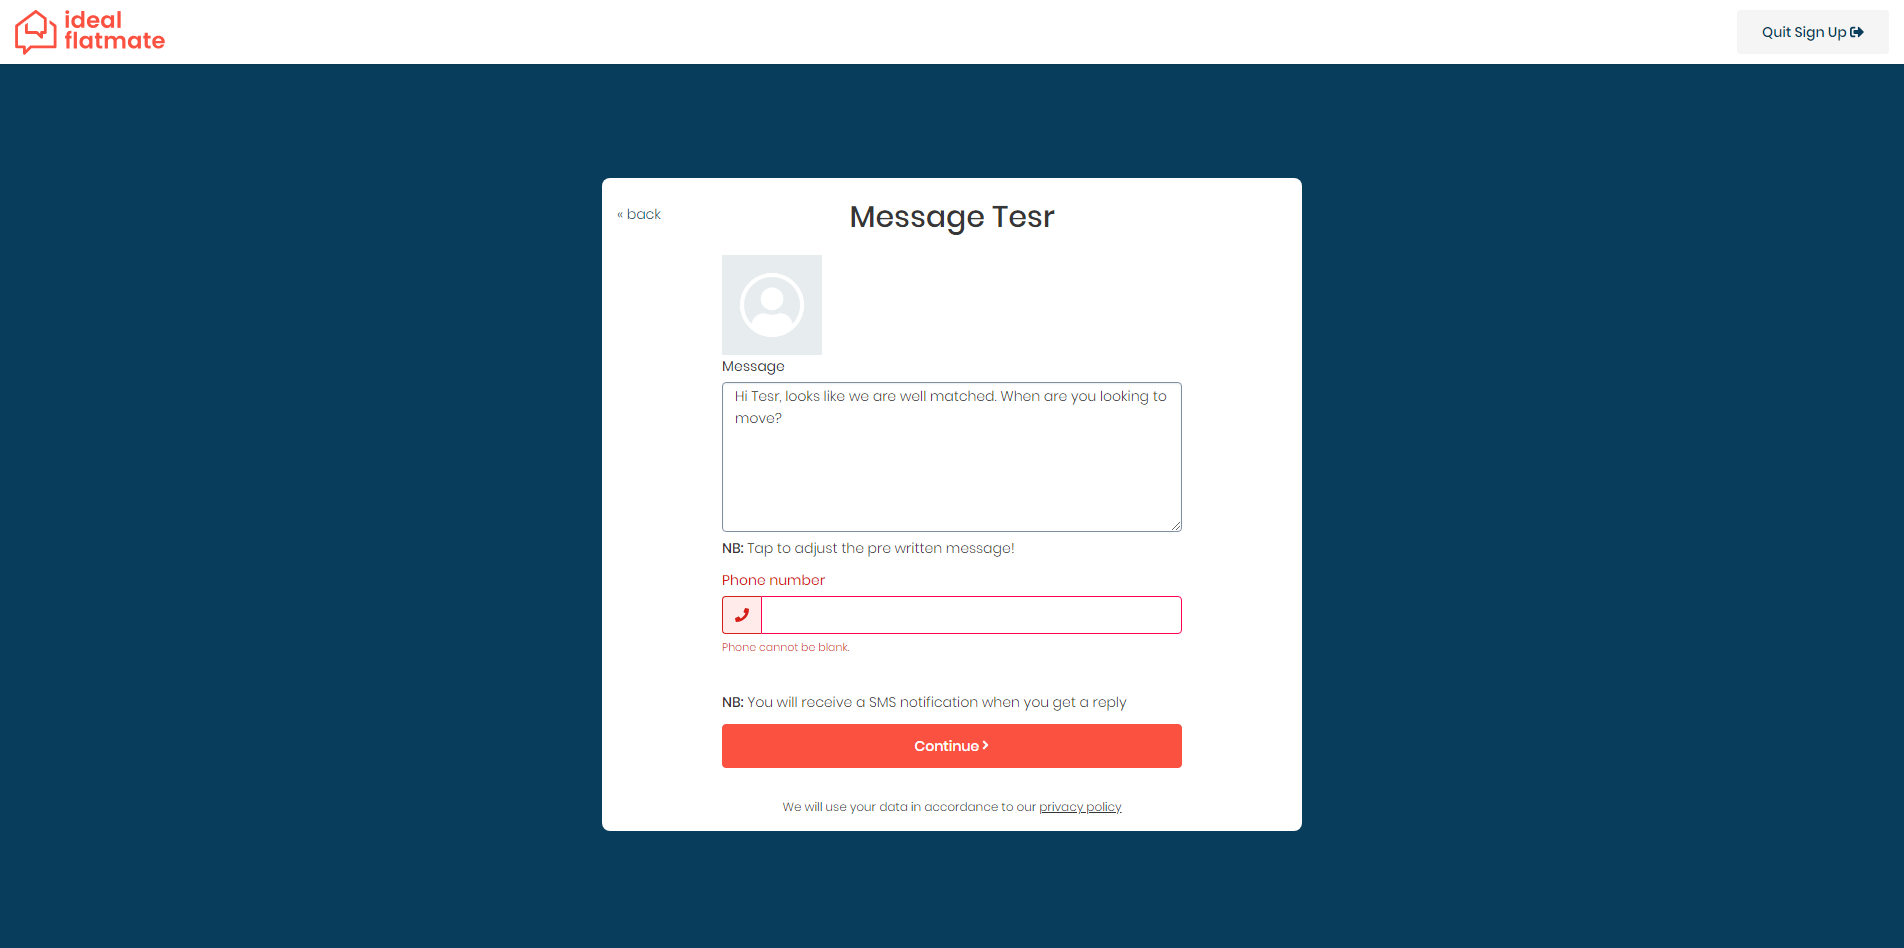 ideal
flatmate
Quit Sign Up
« back
Message Tesr
Message
Hi Tesr, looks like we are well matched. When are you looking to
move?
NB: Tap to adjust the pre written message!
Phone number
Phone cannot be blank.
NB: You will receive a SMS notification when you get a reply
Continue
We will use your data in accordance to our privacy policy